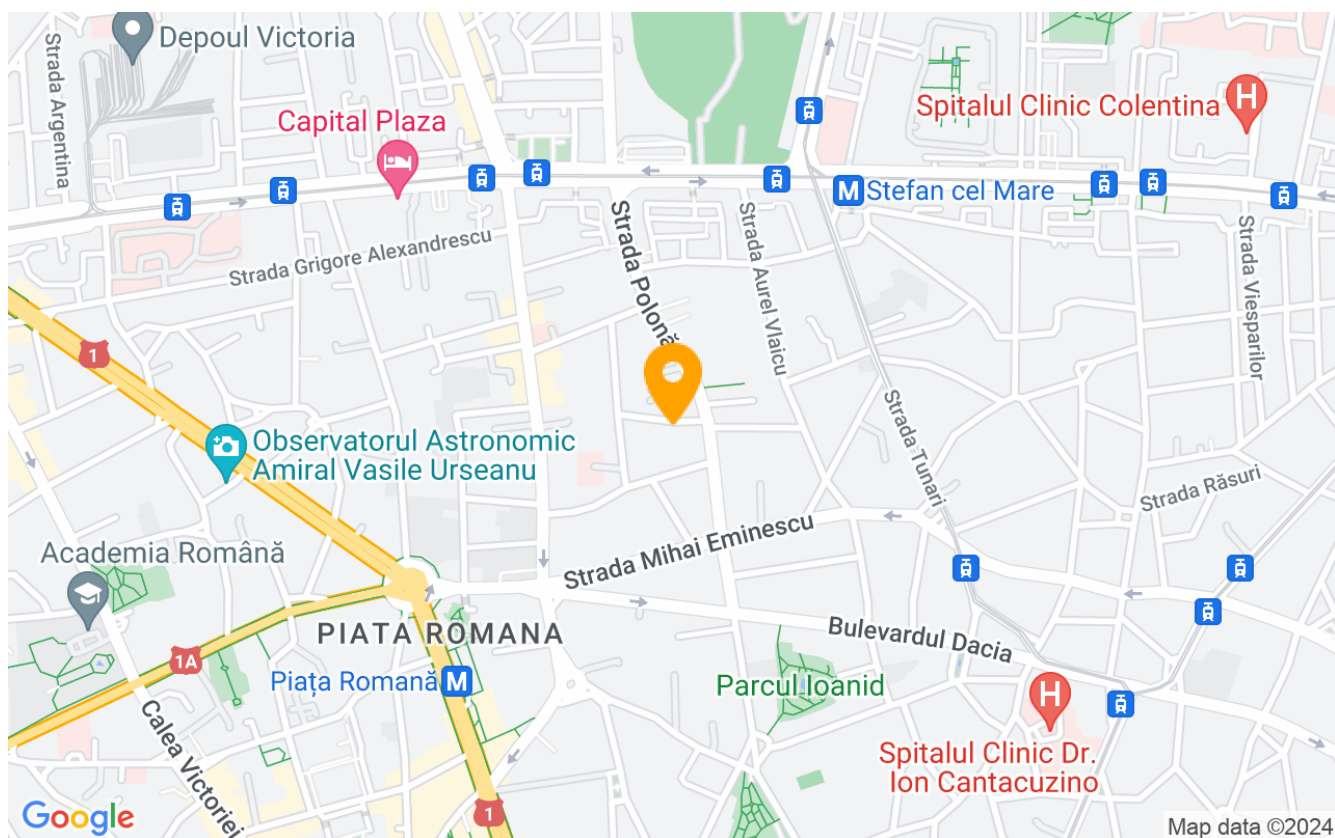 Depoul Victoria
Strada Argentina
Capital Plaza
Spitalul Clinic Colentina
H
M
Stefan cel Mare
Strada Grigore Alexandrescu
Strada Polonă
Strada Aurel Vlaicu
Strada Viesparilor
1
Strada Tunari
Observatorul Astronomic
Amiral Vasile Urseanu
Strada Răsuri
Academia Română
Strada Mihai Eminescu
PIATA ROMANA
1A
Bulevardul Dacia
Piața Romană
M
Parcul Ioanid
H
Calea Victoriei
Spitalul Clinic Dr.
Ion Cantacuzino
1
Google
Map data ©2024